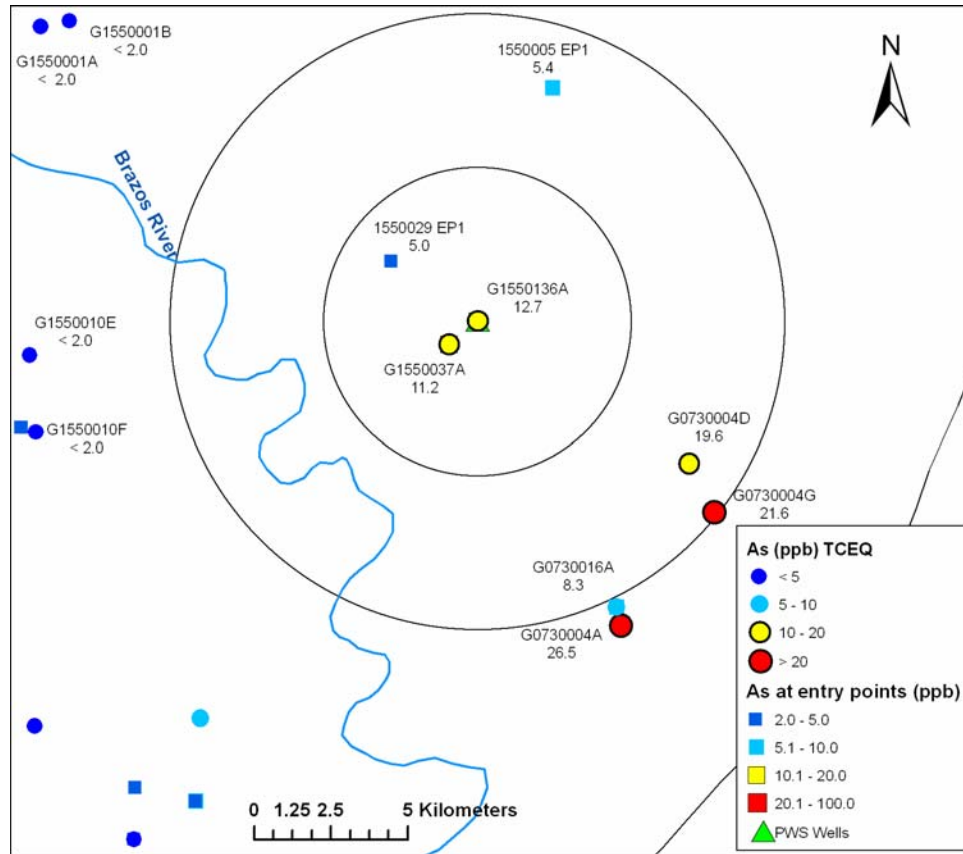 G1550001B
< 2.0
G1550001A
< 2.0
1550005 EP1
5.4
N
Brazos River
1550029 EP1
5.0
G1550136A
12.7
G1550037A
11.2
G1550010E
< 2.0
G1550010F
< 2.0
G0730004D
19.6
G0730004G
21.6
G0730016A
8.3
G0730004A
26.5
As (ppb) TCEQ
< 5
5 - 10
10 - 20
> 20
As at entry points (ppb)
2.0 - 5.0
5.1 - 10.0
10.1 - 20.0
20.1 - 100.0
PWS Wells
0 1.25 2.5 5 Kilometers